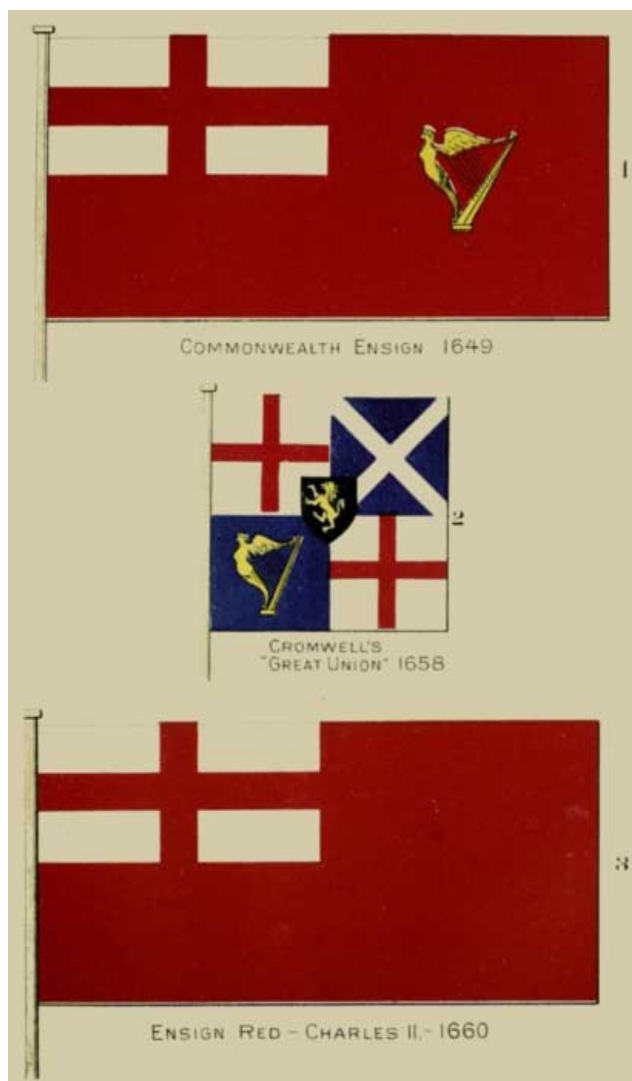 1
COMMONWEALTH ENSIGN 1649
2
CROMWELL'S
"GREAT UNION" 1658
3
ENSIGN RED – CHARLES II.- 1660